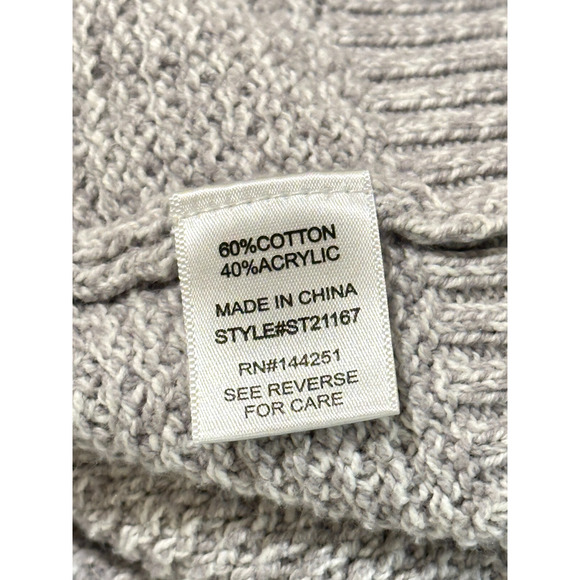 60%COTTON
40%ACRYLIC
MADE IN CHINA
STYLE#ST21167
RN#144251
SEE REVERSE
FOR CARE